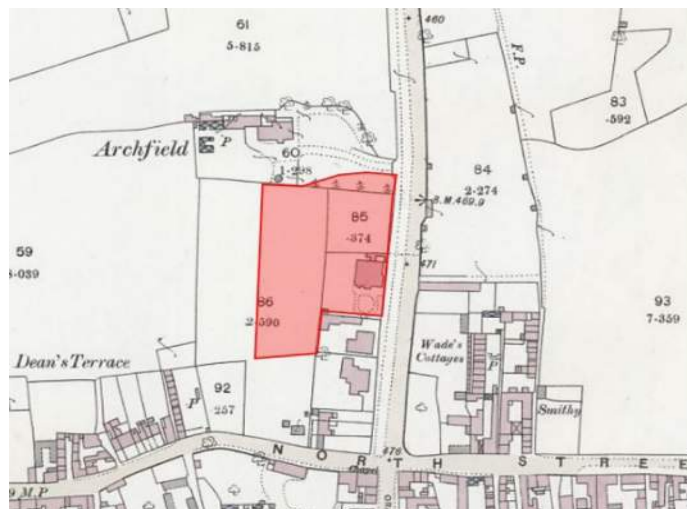 61
5·815
460
F.P.
83
·592
Archfield
P
60
1·298
84
2·274
B.M.469.9
85
·374
59
471
86
2·590
93
7·359
Dean's Terrace
Wade's
Cottages
P
92
257
P
Smithy
NORTH STREE
476
M.P